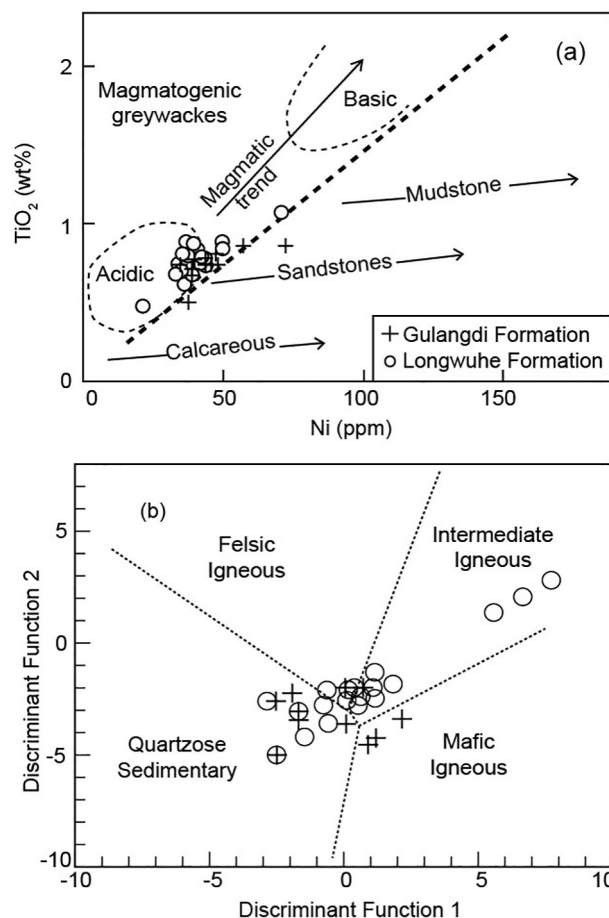 (a)
2
Magmatogenic
greywackes
Basic
Magmatic
trend
TiO2 (wt%)
Mudstone
1
Acidic
Sandstones
Calcareous
+ Gulangdi Formation
○ Longwuhe Formation
0
0 50 100 150
Ni (ppm)
(b)
5
Felsic
Igneous
Intermediate
Igneous
Discriminant Function 2
0
Quartzose
Sedimentary
Mafic
Igneous
-5
-10
-10 -5 0 5 10
Discriminant Function 1